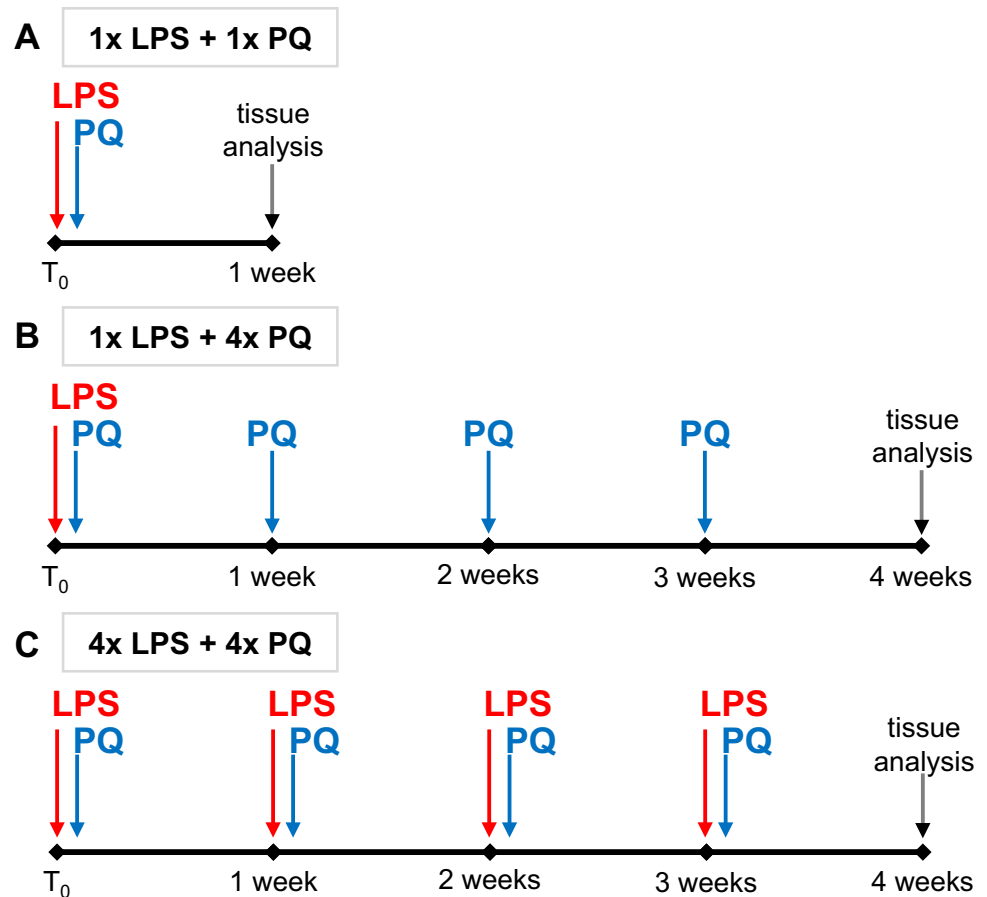 A
1x LPS + 1x PQ
LPS
PQ
tissue
analysis
T0
1 week
B
1x LPS + 4x PQ
LPS
PQ
PQ
PQ
PQ
tissue
analysis
T0
1 week
2 weeks
3 weeks
4 weeks
C
4x LPS + 4x PQ
LPS
LPS
LPS
LPS
PQ
PQ
PQ
PQ
tissue
analysis
T0
1 week
2 weeks
3 weeks
4 weeks